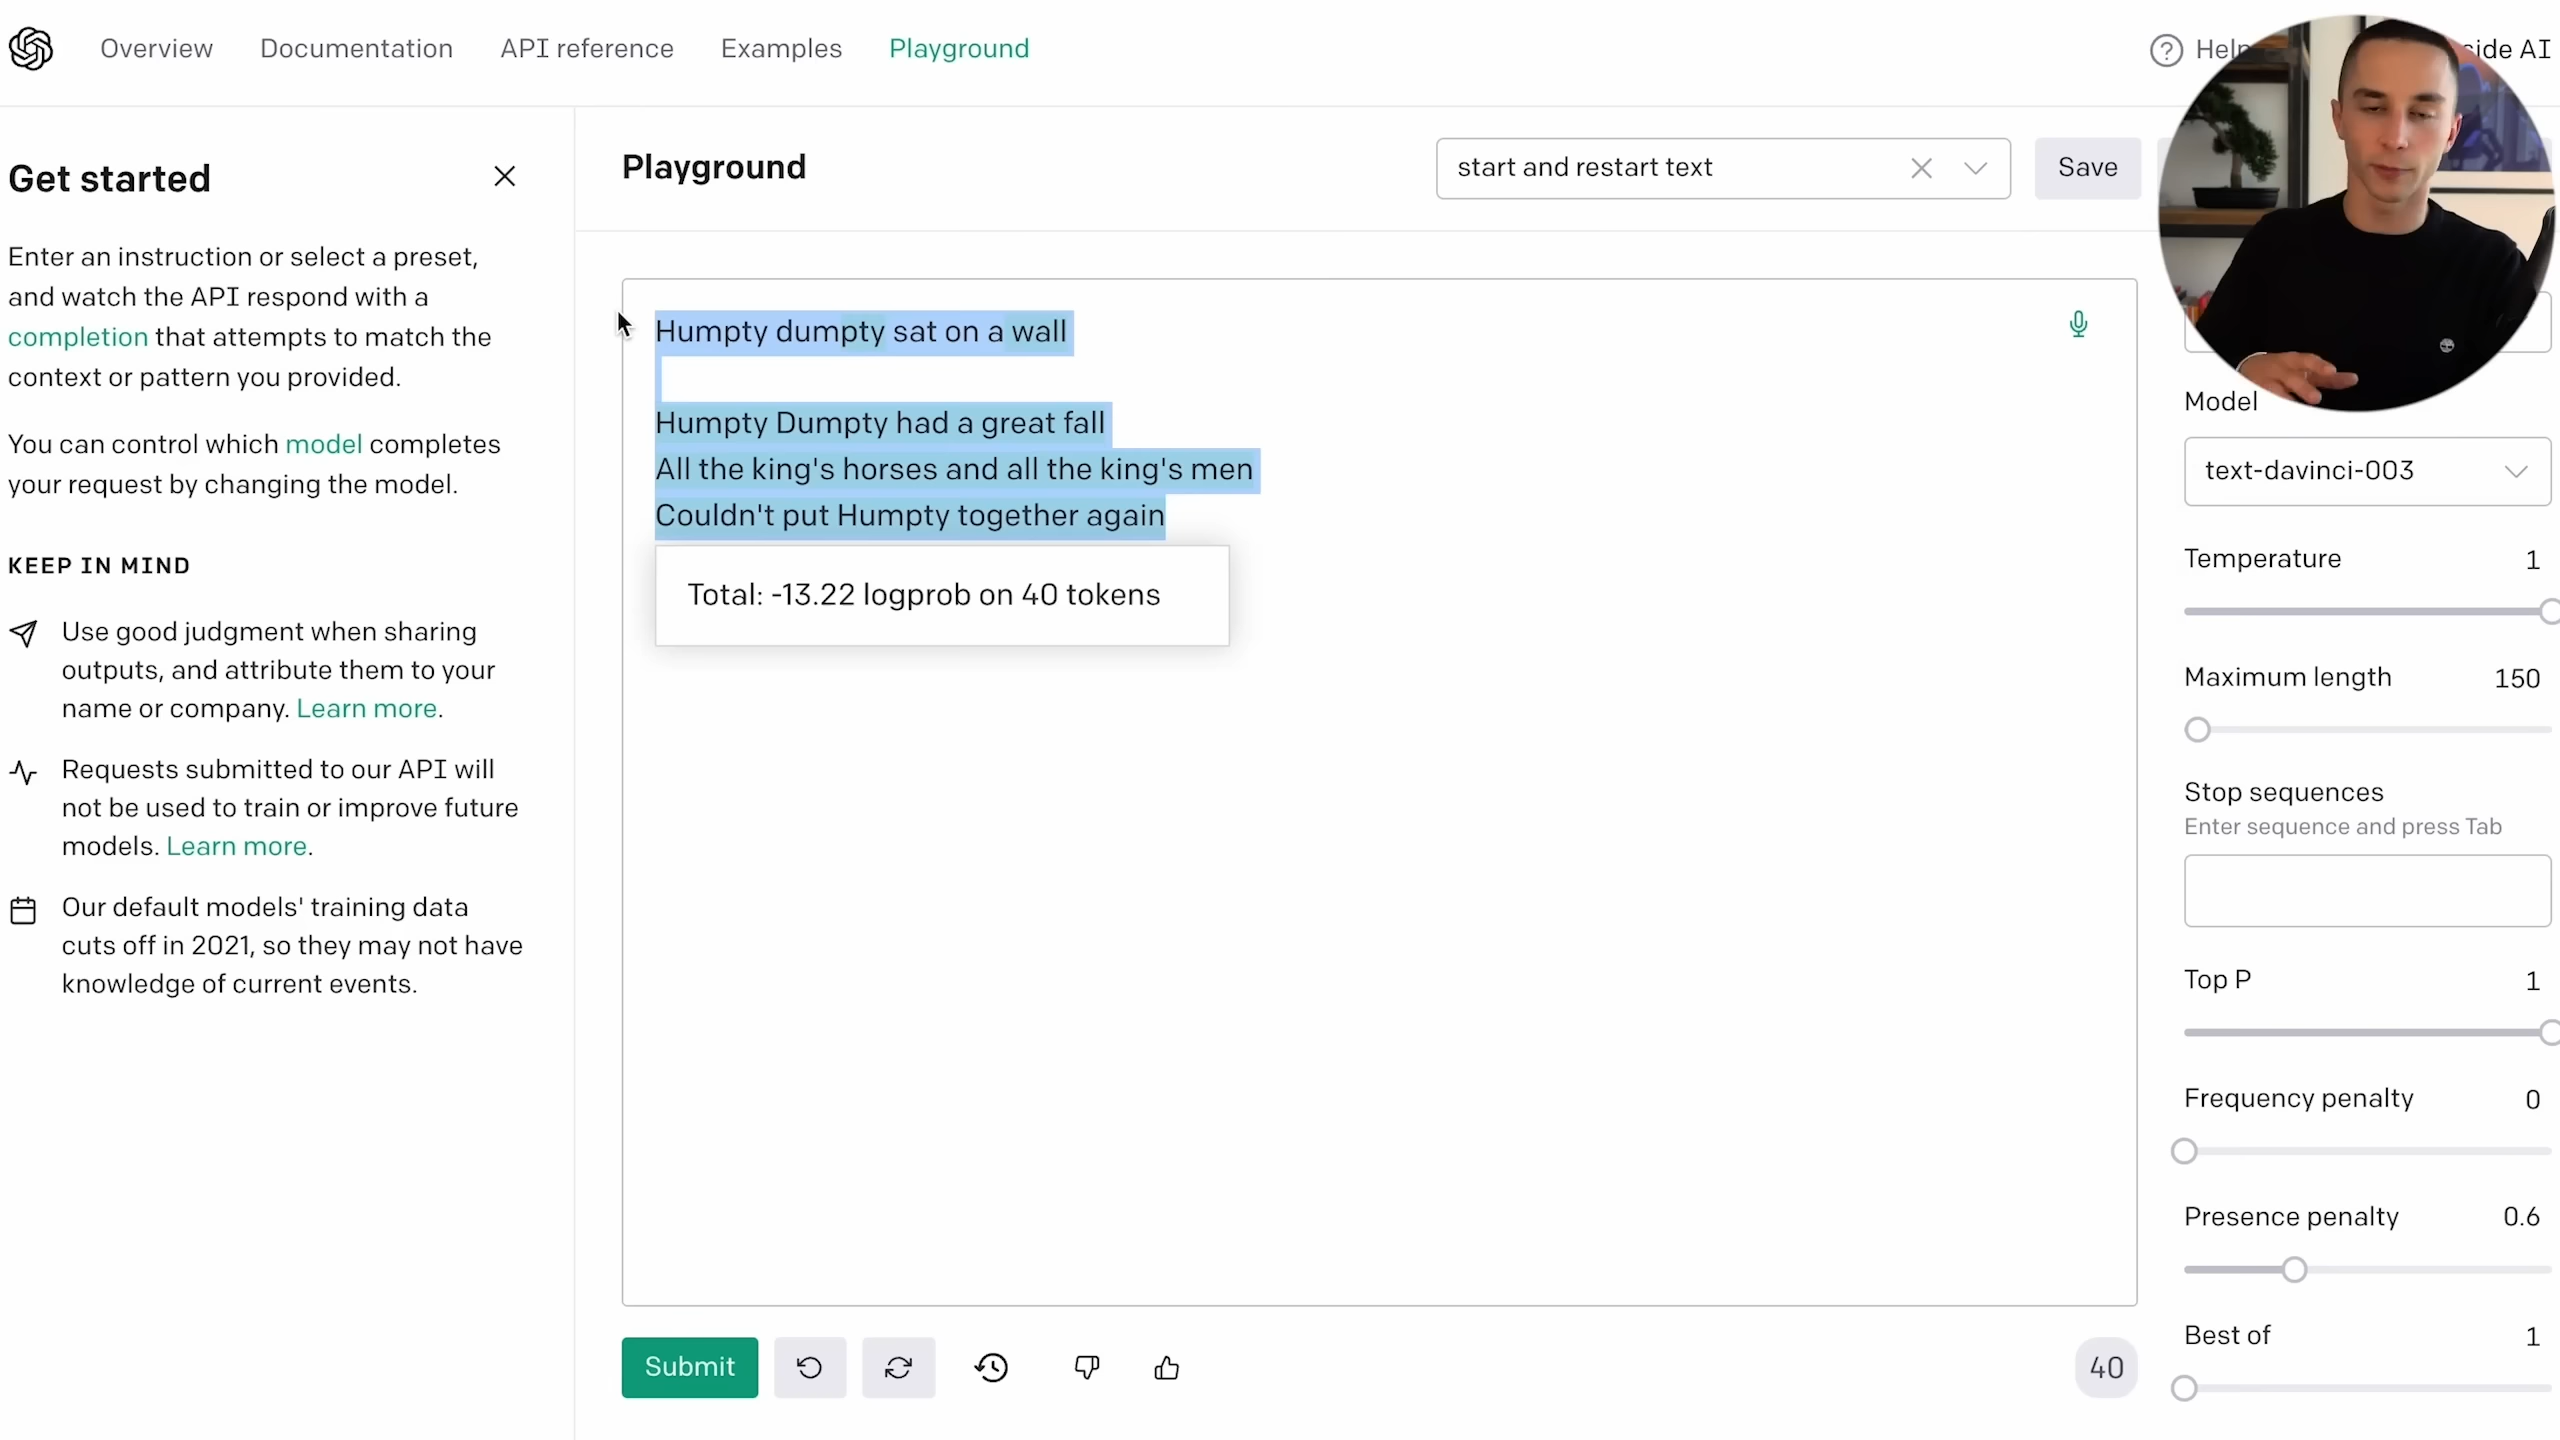 Overview Documentation API reference Examples Playground
Get started
Enter an instruction or select a preset,
and watch the API respond with a
completion that attempts to match the
context or pattern you provided.
You can control which model completes
your request by changing the model.
KEEP IN MIND
Use good judgment when sharing
outputs, and attribute them to your
name or company. Learn more.
Requests submitted to our API will
not be used to train or improve future
models. Learn more.
Our default models' training data
cuts off in 2021, so they may not have
knowledge of current events.
Playground
start and restart text
Save
Humpty dumpty sat on a wall
Humpty Dumpty had a great fall
All the king's horses and all the king's men
Couldn't put Humpty together again
Total: -13.22 logprob on 40 tokens
Submit
40
Help
AI
Model
text-davinci-003
Temperature 1
Maximum length 150
Stop sequences
Enter sequence and press Tab
Top P 1
Frequency penalty 0
Presence penalty 0.6
Best of 1